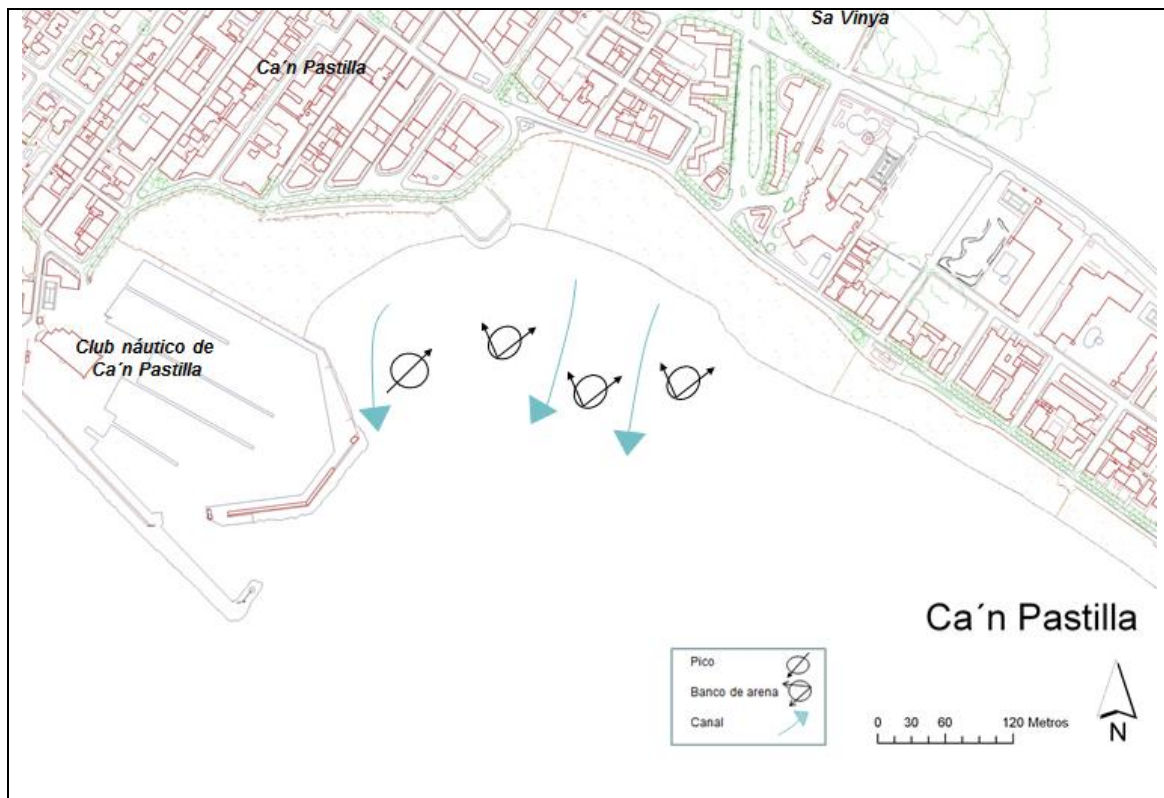 Sa Vinya
Ca´n Pastilla
Club náutico de
Ca´n Pastilla
Ca´n Pastilla
Pico
Banco de arena
Canal
0 30 60 120 Metros
N